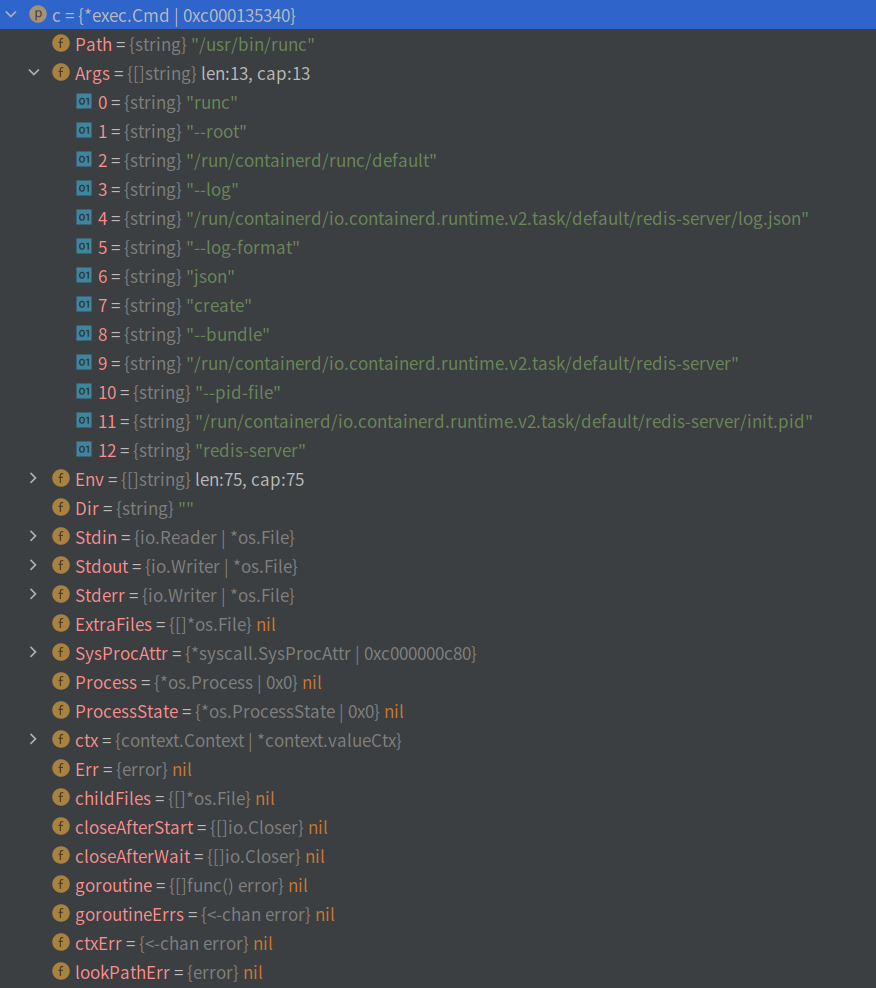 p c = {*exec.Cmd | 0xc000135340}
f Path = {string} "/usr/bin/runc"
f Args = {[]string} len:13, cap:13
01 0 = {string} "runc"
01 1 = {string} "--root"
01 2 = {string} "/run/containerd/runc/default"
01 3 = {string} "--log"
01 4 = {string} "/run/containerd/io.containerd.runtime.v2.task/default/redis-server/log.json"
01 5 = {string} "--log-format"
01 6 = {string} "json"
01 7 = {string} "create"
01 8 = {string} "--bundle"
01 9 = {string} "/run/containerd/io.containerd.runtime.v2.task/default/redis-server"
01 10 = {string} "--pid-file"
01 11 = {string} "/run/containerd/io.containerd.runtime.v2.task/default/redis-server/init.pid"
01 12 = {string} "redis-server"
f Env = {[]string} len:75, cap:75
f Dir = {string} ""
f Stdin = {io.Reader | *os.File}
f Stdout = {io.Writer | *os.File}
f Stderr = {io.Writer | *os.File}
f ExtraFiles = {[]*os.File} nil
f SysProcAttr = {*syscall.SysProcAttr | 0xc000000c80}
f Process = {*os.Process | 0x0} nil
f ProcessState = {*os.ProcessState | 0x0} nil
f ctx = {context.Context | *context.valueCtx}
f Err = {error} nil
f childFiles = {[]*os.File} nil
f closeAfterStart = {[]io.Closer} nil
f closeAfterWait = {[]io.Closer} nil
f goroutine = {[]func() error} nil
f goroutineErrs = {<-chan error} nil
f ctxErr = {<-chan error} nil
f lookPathErr = {error} nil